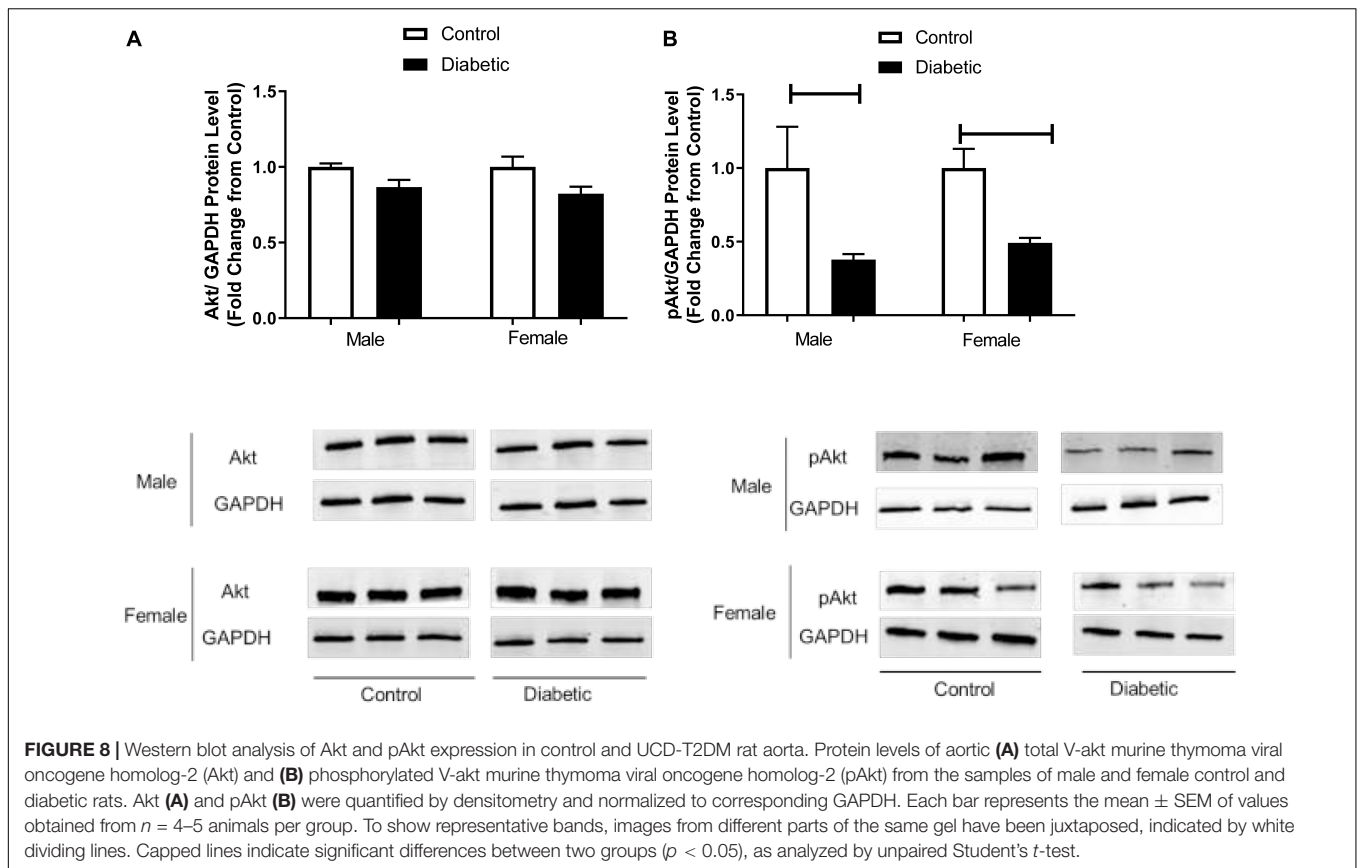 A
Control
Diabetic
Akt/ GAPDH Protein Level
(Fold Change from Control)
1.5
1.0
0.5
0.0
Male
Female
B
Control
Diabetic
pAkt/GAPDH Protein Level
(Fold Change from Control)
1.5
1.0
0.5
0.0
Male
Female
Male
Akt
GAPDH
Female
Akt
GAPDH
Control
Diabetic
Male
pAkt
GAPDH
Female
pAkt
GAPDH
Control
Diabetic
FIGURE 8 | Western blot analysis of Akt and pAkt expression in control and UCD-T2DM rat aorta. Protein levels of aortic (A) total V-akt murine thymoma viral
oncogene homolog-2 (Akt) and (B) phosphorylated V-akt murine thymoma viral oncogene homolog-2 (pAkt) from the samples of male and female control and
diabetic rats. Akt (A) and pAkt (B) were quantified by densitometry and normalized to corresponding GAPDH. Each bar represents the mean ± SEM of values
obtained from n = 4–5 animals per group. To show representative bands, images from different parts of the same gel have been juxtaposed, indicated by white
dividing lines. Capped lines indicate significant differences between two groups (p < 0.05), as analyzed by unpaired Student's t-test.